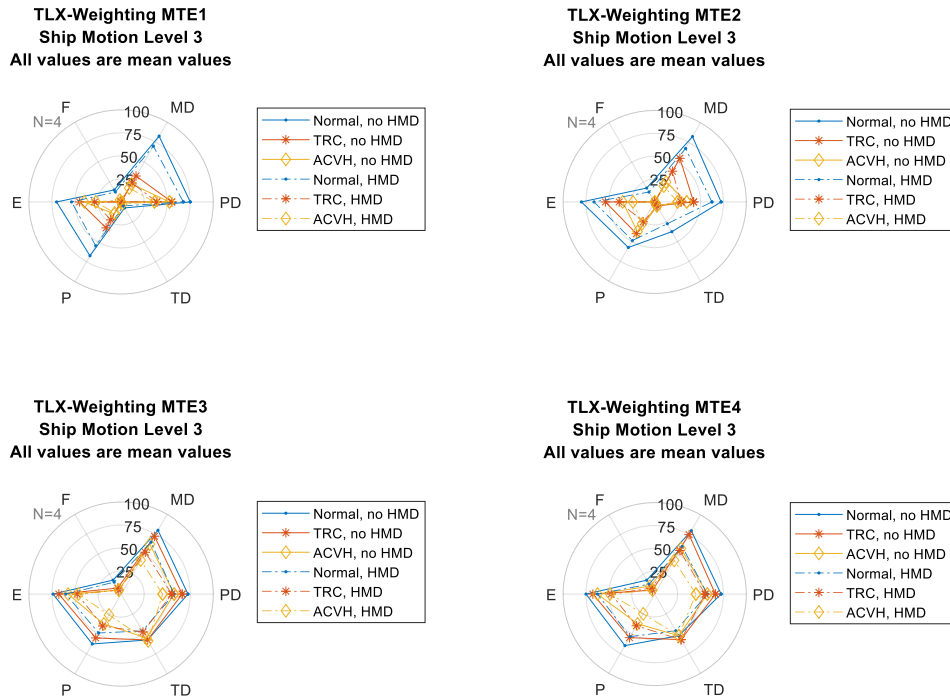 TLX-Weighting MTE1
Ship Motion Level 3
All values are mean values
F
100
MD
N=4
75
50
25
E
PD
P
TD
Normal, no HMD
TRC, no HMD
ACVH, no HMD
Normal, HMD
TRC, HMD
ACVH, HMD
TLX-Weighting MTE2
Ship Motion Level 3
All values are mean values
F
100
MD
N=4
75
50
25
E
PD
P
TD
Normal, no HMD
TRC, no HMD
ACVH, no HMD
Normal, HMD
TRC, HMD
ACVH, HMD
TLX-Weighting MTE3
Ship Motion Level 3
All values are mean values
F
100
MD
N=4
75
50
25
E
PD
P
TD
Normal, no HMD
TRC, no HMD
ACVH, no HMD
Normal, HMD
TRC, HMD
ACVH, HMD
TLX-Weighting MTE4
Ship Motion Level 3
All values are mean values
F
100
MD
N=4
75
50
25
E
PD
P
TD
Normal, no HMD
TRC, no HMD
ACVH, no HMD
Normal, HMD
TRC, HMD
ACVH, HMD